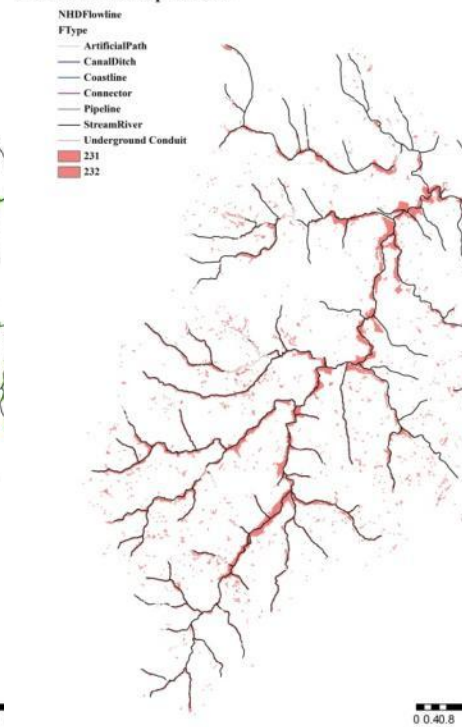 NHDFlowline
FType
ArtificialPath
CanalDitch
Coastline
Connector
Pipeline
StreamRiver
Underground Conduit
231
232
0 0.40.8